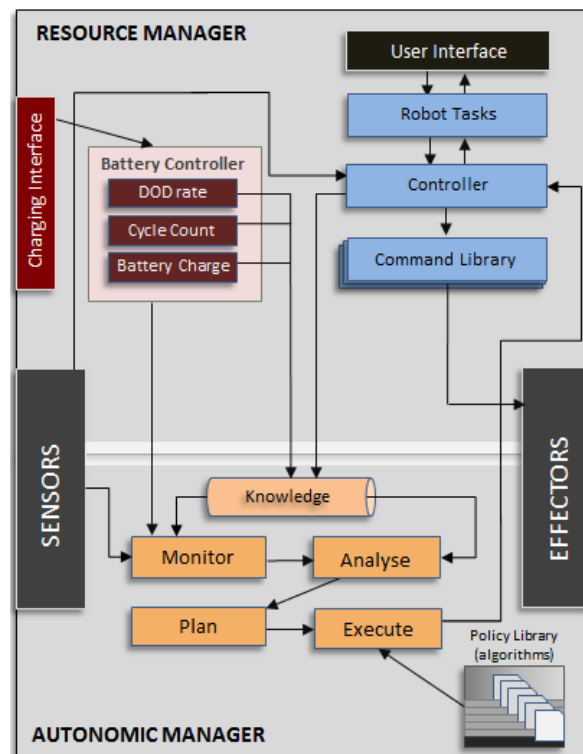 RESOURCE MANAGER
User Interface
Robot Tasks
Charging Interface
Battery Controller
DOD rate
Cycle Count
Battery Charge
Controller
Command Library
SENSORS
EFFECTORS
Knowledge
Monitor
Analyse
Plan
Execute
Policy Library
(algorithms)
AUTONOMIC MANAGER